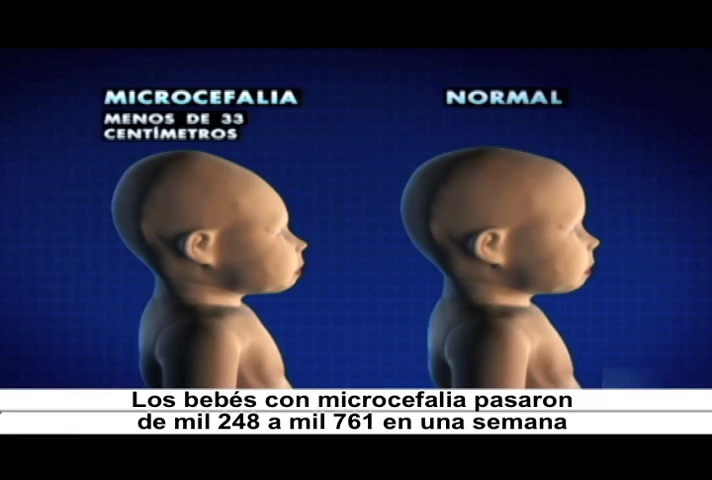 MICROCEFALIA
MENOS DE 33
CENTÍMETROS
NORMAL
Los bebés con microcefalia pasaron
de mil 248 a mil 761 en una semana